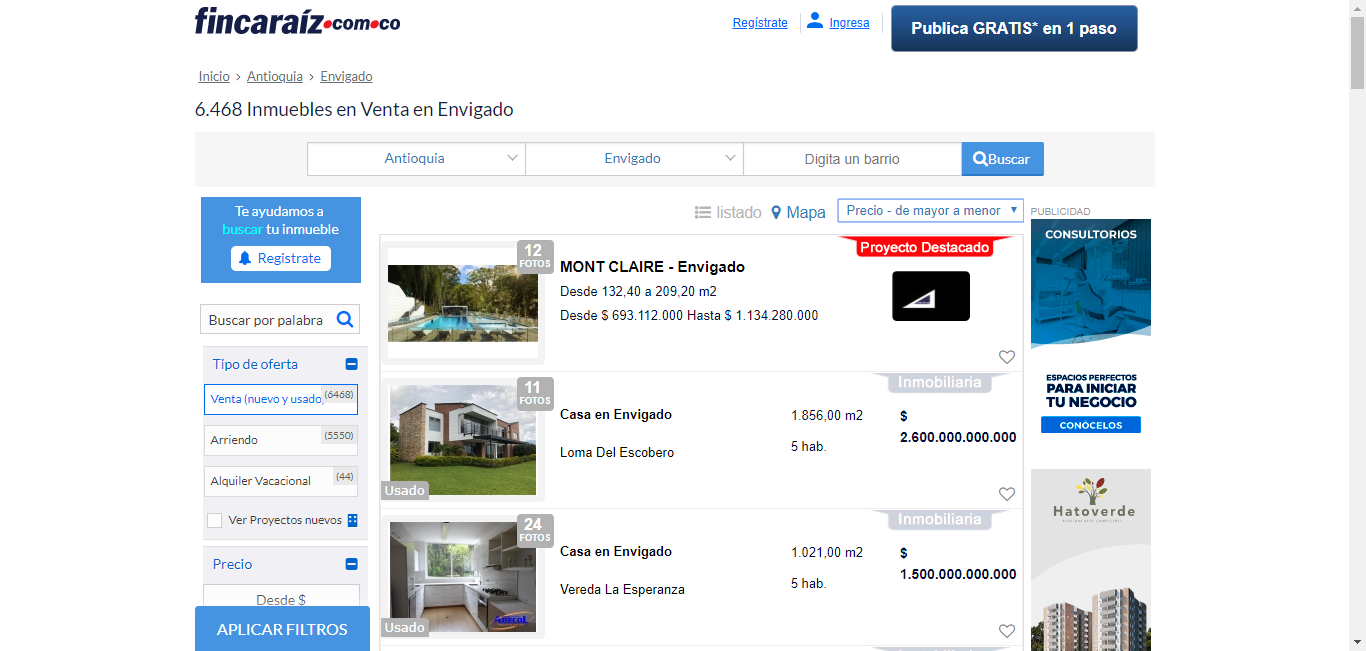 fincaraíz.com.co
Regístrate
Ingresa
Publica GRATIS* en 1 paso
Inicio > Antioquia > Envigado
6.468 Inmuebles en Venta en Envigado
Antioquia
Envigado
Digita un barrio
Buscar
Te ayudamos a
buscar tu inmueble
Registrate
Buscar por palabra
Tipo de oferta
Venta (nuevo y usado) (6468)
Arriendo (5550)
Alquiler Vacacional (44)
Ver Proyectos nuevos
Precio
Desde $
APLICAR FILTROS
listado
Mapa
Precio - de mayor a menor
12
FOTOS
MONT CLAIRE - Envigado
Desde 132,40 a 209,20 m2
Desde $ 693.112.000 Hasta $ 1.134.280.000
Proyecto Destacado
11
FOTOS
Usado
Casa en Envigado
Loma Del Escobero
1.856,00 m2
5 hab.
Inmobiliaria
$
2.600.000.000.000
24
FOTOS
Usado
Casa en Envigado
Vereda La Esperanza
1.021,00 m2
5 hab.
Inmobiliaria
$
1.500.000.000.000
Inmobiliaria
PUBLICIDAD
CONSULTORIOS
ESPACIOS PERFECTOS
PARA INICIAR
TU NEGOCIO
CONÓCELOS
Hatoverde